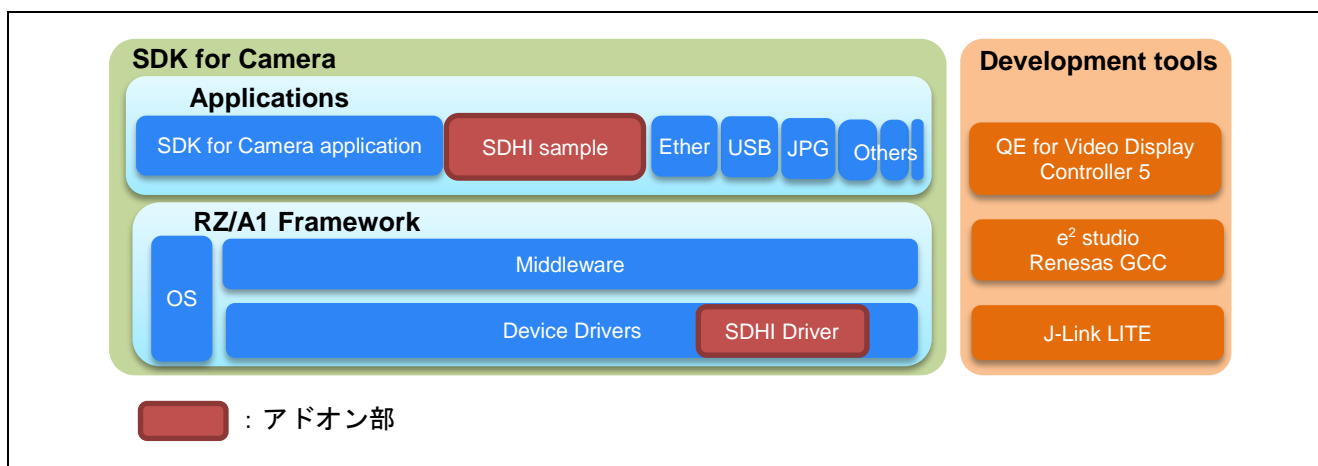 SDK for Camera
Applications
SDK for Camera application
SDHI sample
Ether
USB
JPG
Others
RZ/A1 Framework
OS
Middleware
Device Drivers
SDHI Driver
Development tools
QE for Video Display
Controller 5
e² studio
Renesas GCC
J-Link LITE
：アドオン部